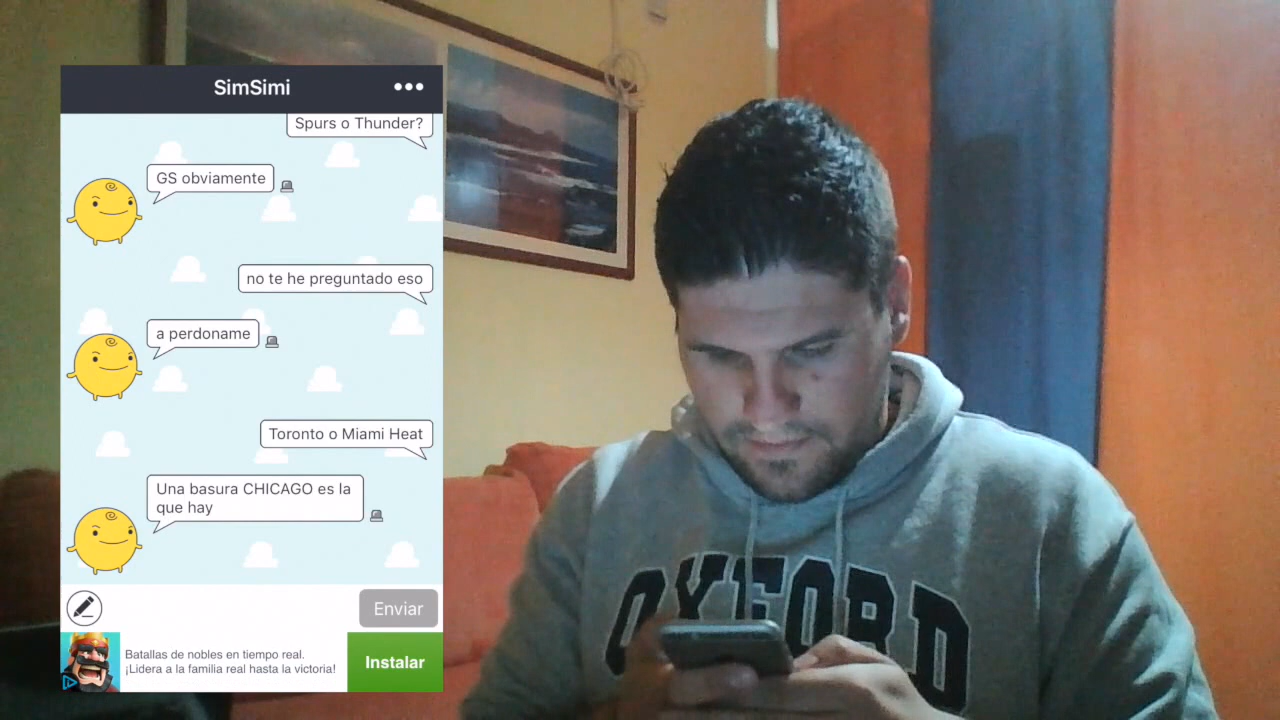 SimSimi
Spurs o Thunder?
GS obviamente
no te he preguntado eso
a perdoname
Toronto o Miami Heat
Una basura CHICAGO es la
que hay
Enviar
Batallas de nobles en tiempo real.
¡Lidera a la familia real hasta la victoria!
Instalar
OXFORD